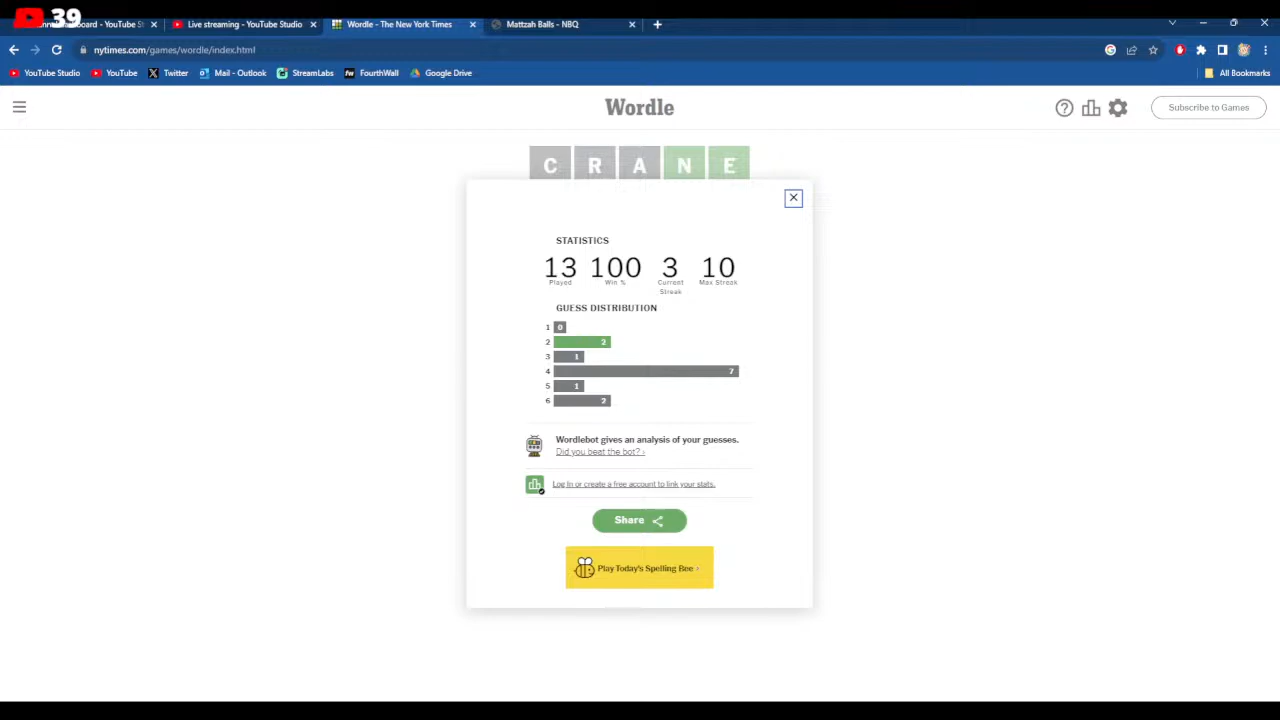 39
board - YouTube St
Live streaming - YouTube Studio
Wordle - The New York Times
Mattzah Balls - NBQ
nytimes.com/games/wordle/index.html
YouTube Studio
YouTube
Twitter
Mail - Outlook
StreamLabs
FourthWall
Google Drive
All Bookmarks
Wordle
Subscribe to Games
C R A N E
STATISTICS
13 100 3 10
Played Win % Current Streak Max Streak
GUESS DISTRIBUTION
1 0
2 2
3 1
4 7
5 1
6 2
Wordlebot gives an analysis of your guesses.
Did you beat the bot? ›
Log in or create a free account to link your stats.
Share
Play Today's Spelling Bee ›